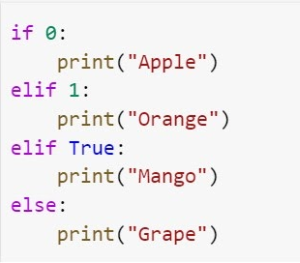 if 0:
    print("Apple")
elif 1:
    print("Orange")
elif True:
    print("Mango")
else:
    print("Grape")